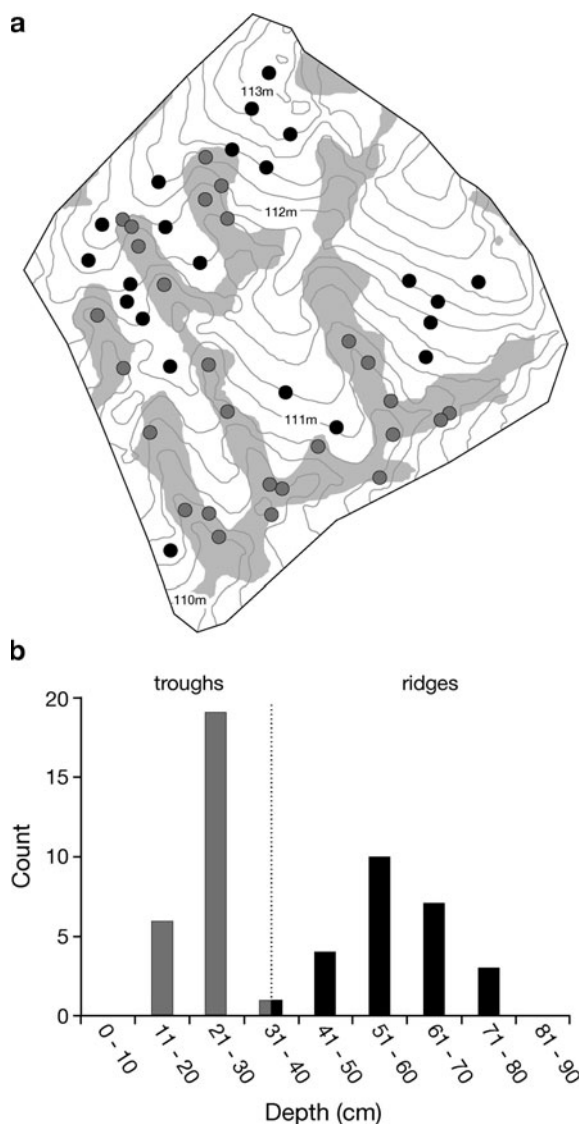 a
113m
112m
111m
110m
b
troughs ridges
20
15
10
5
0
Count
0 - 10
11 - 20
21 - 30
31 - 40
41 - 50
51 - 60
61 - 70
71 - 80
81 - 90
Depth (cm)